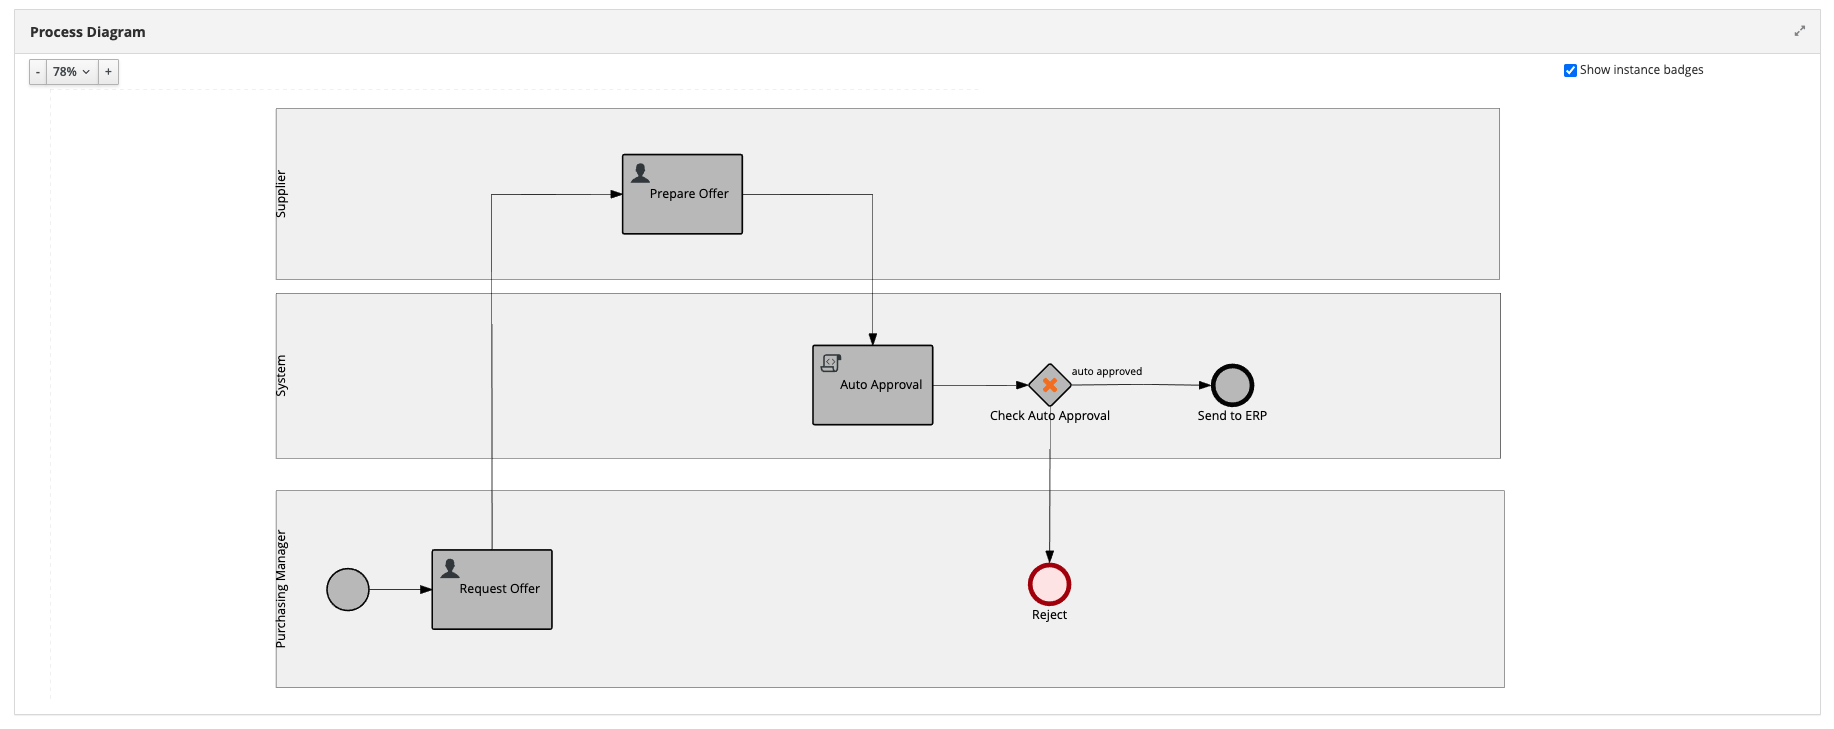 Process Diagram
- 78% +
Show instance badges
Supplier
Prepare Offer
System
Auto Approval
auto approved
Check Auto Approval
Send to ERP
Purchasing Manager
Request Offer
Reject